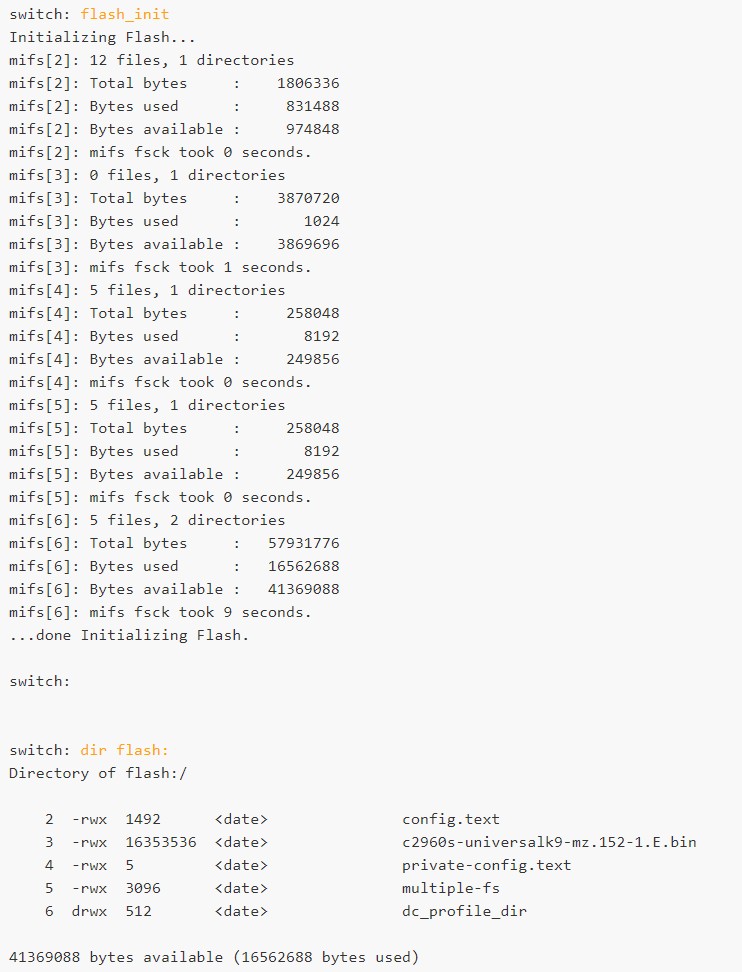 switch: flash_init
Initializing Flash...
mifs[2]: 12 files, 1 directories
mifs[2]: Total bytes     :    1806336
mifs[2]: Bytes used      :     831488
mifs[2]: Bytes available :     974848
mifs[2]: mifs fsck took 0 seconds.
mifs[3]: 0 files, 1 directories
mifs[3]: Total bytes     :    3870720
mifs[3]: Bytes used      :       1024
mifs[3]: Bytes available :    3869696
mifs[3]: mifs fsck took 1 seconds.
mifs[4]: 5 files, 1 directories
mifs[4]: Total bytes     :     258048
mifs[4]: Bytes used      :       8192
mifs[4]: Bytes available :     249856
mifs[4]: mifs fsck took 0 seconds.
mifs[5]: 5 files, 1 directories
mifs[5]: Total bytes     :     258048
mifs[5]: Bytes used      :       8192
mifs[5]: Bytes available :     249856
mifs[5]: mifs fsck took 0 seconds.
mifs[6]: 5 files, 2 directories
mifs[6]: Total bytes     :   57931776
mifs[6]: Bytes used      :   16562688
mifs[6]: Bytes available :   41369088
mifs[6]: mifs fsck took 9 seconds.
...done Initializing Flash.

switch:


switch: dir flash:
Directory of flash:/

    2  -rwx  1492      <date>               config.text
    3  -rwx  16353536  <date>               c2960s-universalk9-mz.152-1.E.bin
    4  -rwx  5         <date>               private-config.text
    5  -rwx  3096      <date>               multiple-fs
    6  drwx  512       <date>               dc_profile_dir

41369088 bytes available (16562688 bytes used)